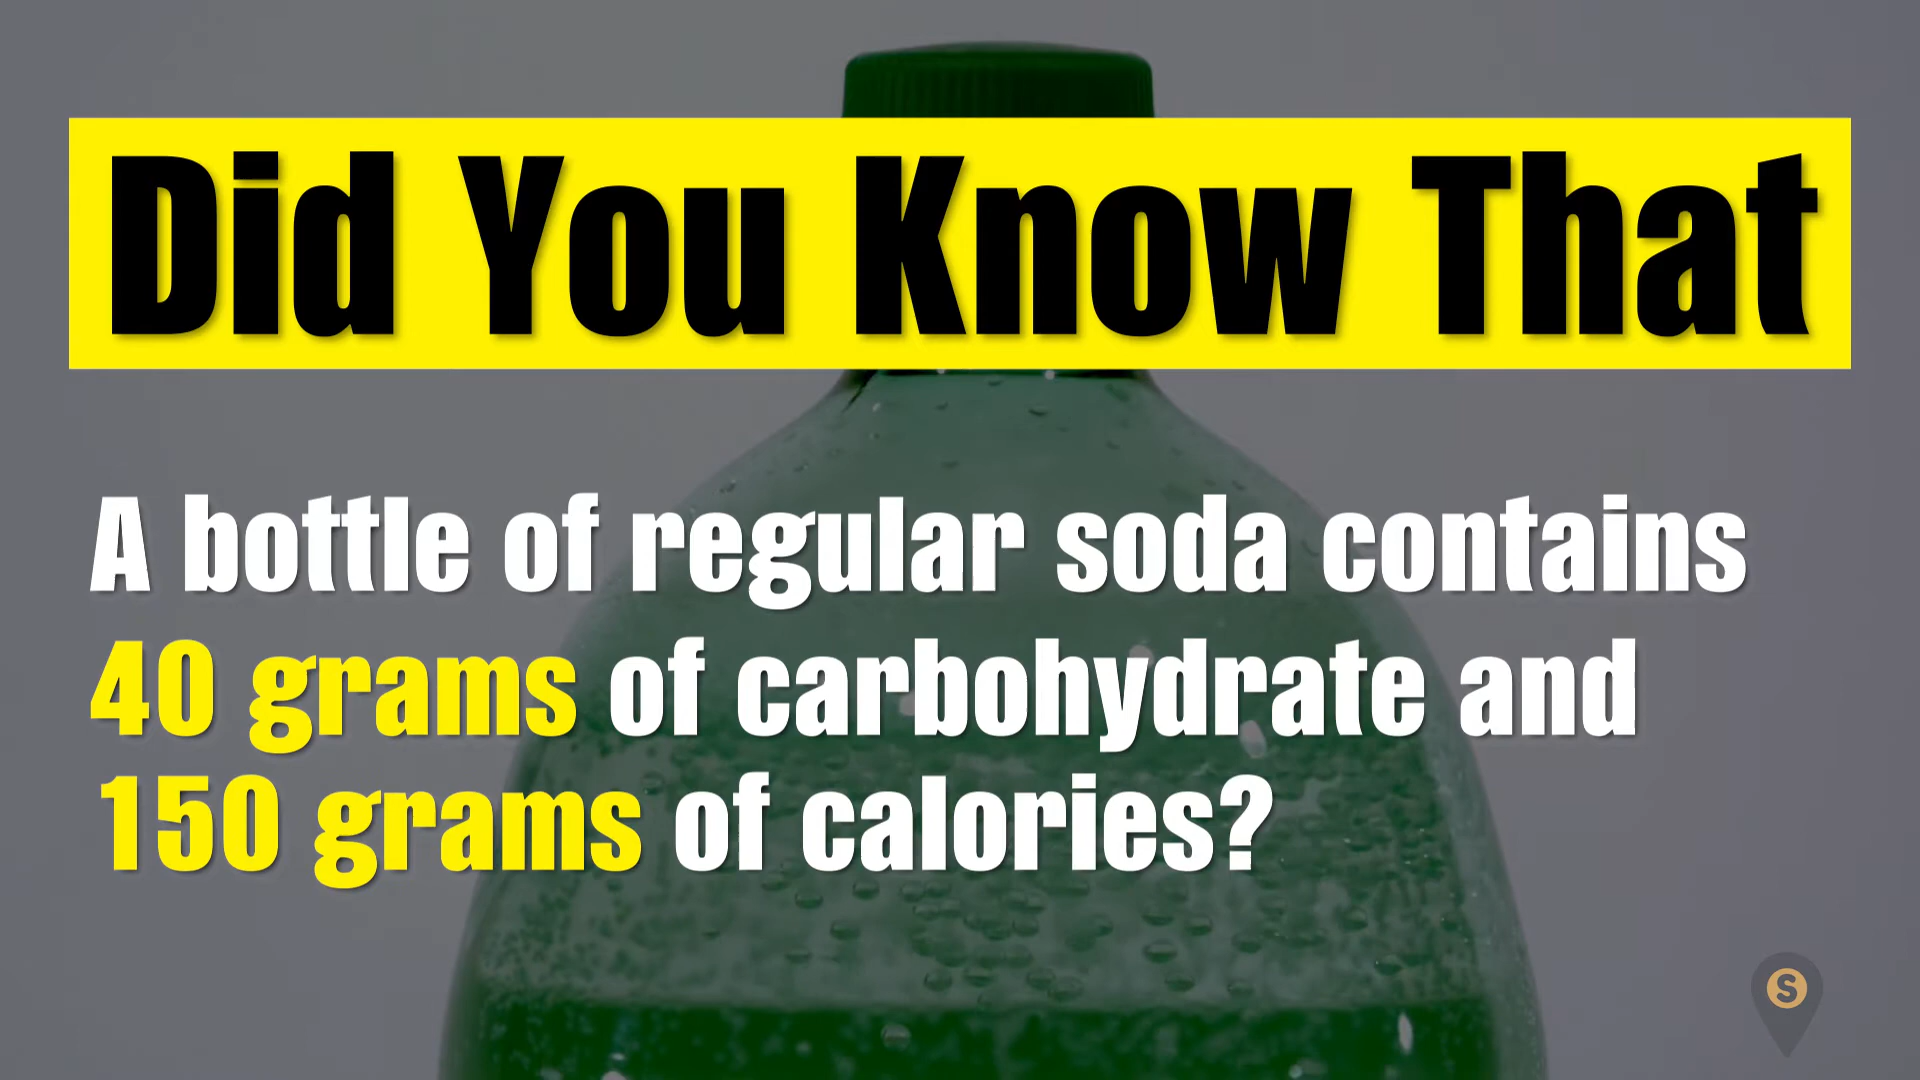 Did You Know That
A bottle of regular soda contains
40 grams of carbohydrate and
150 grams of calories?
S